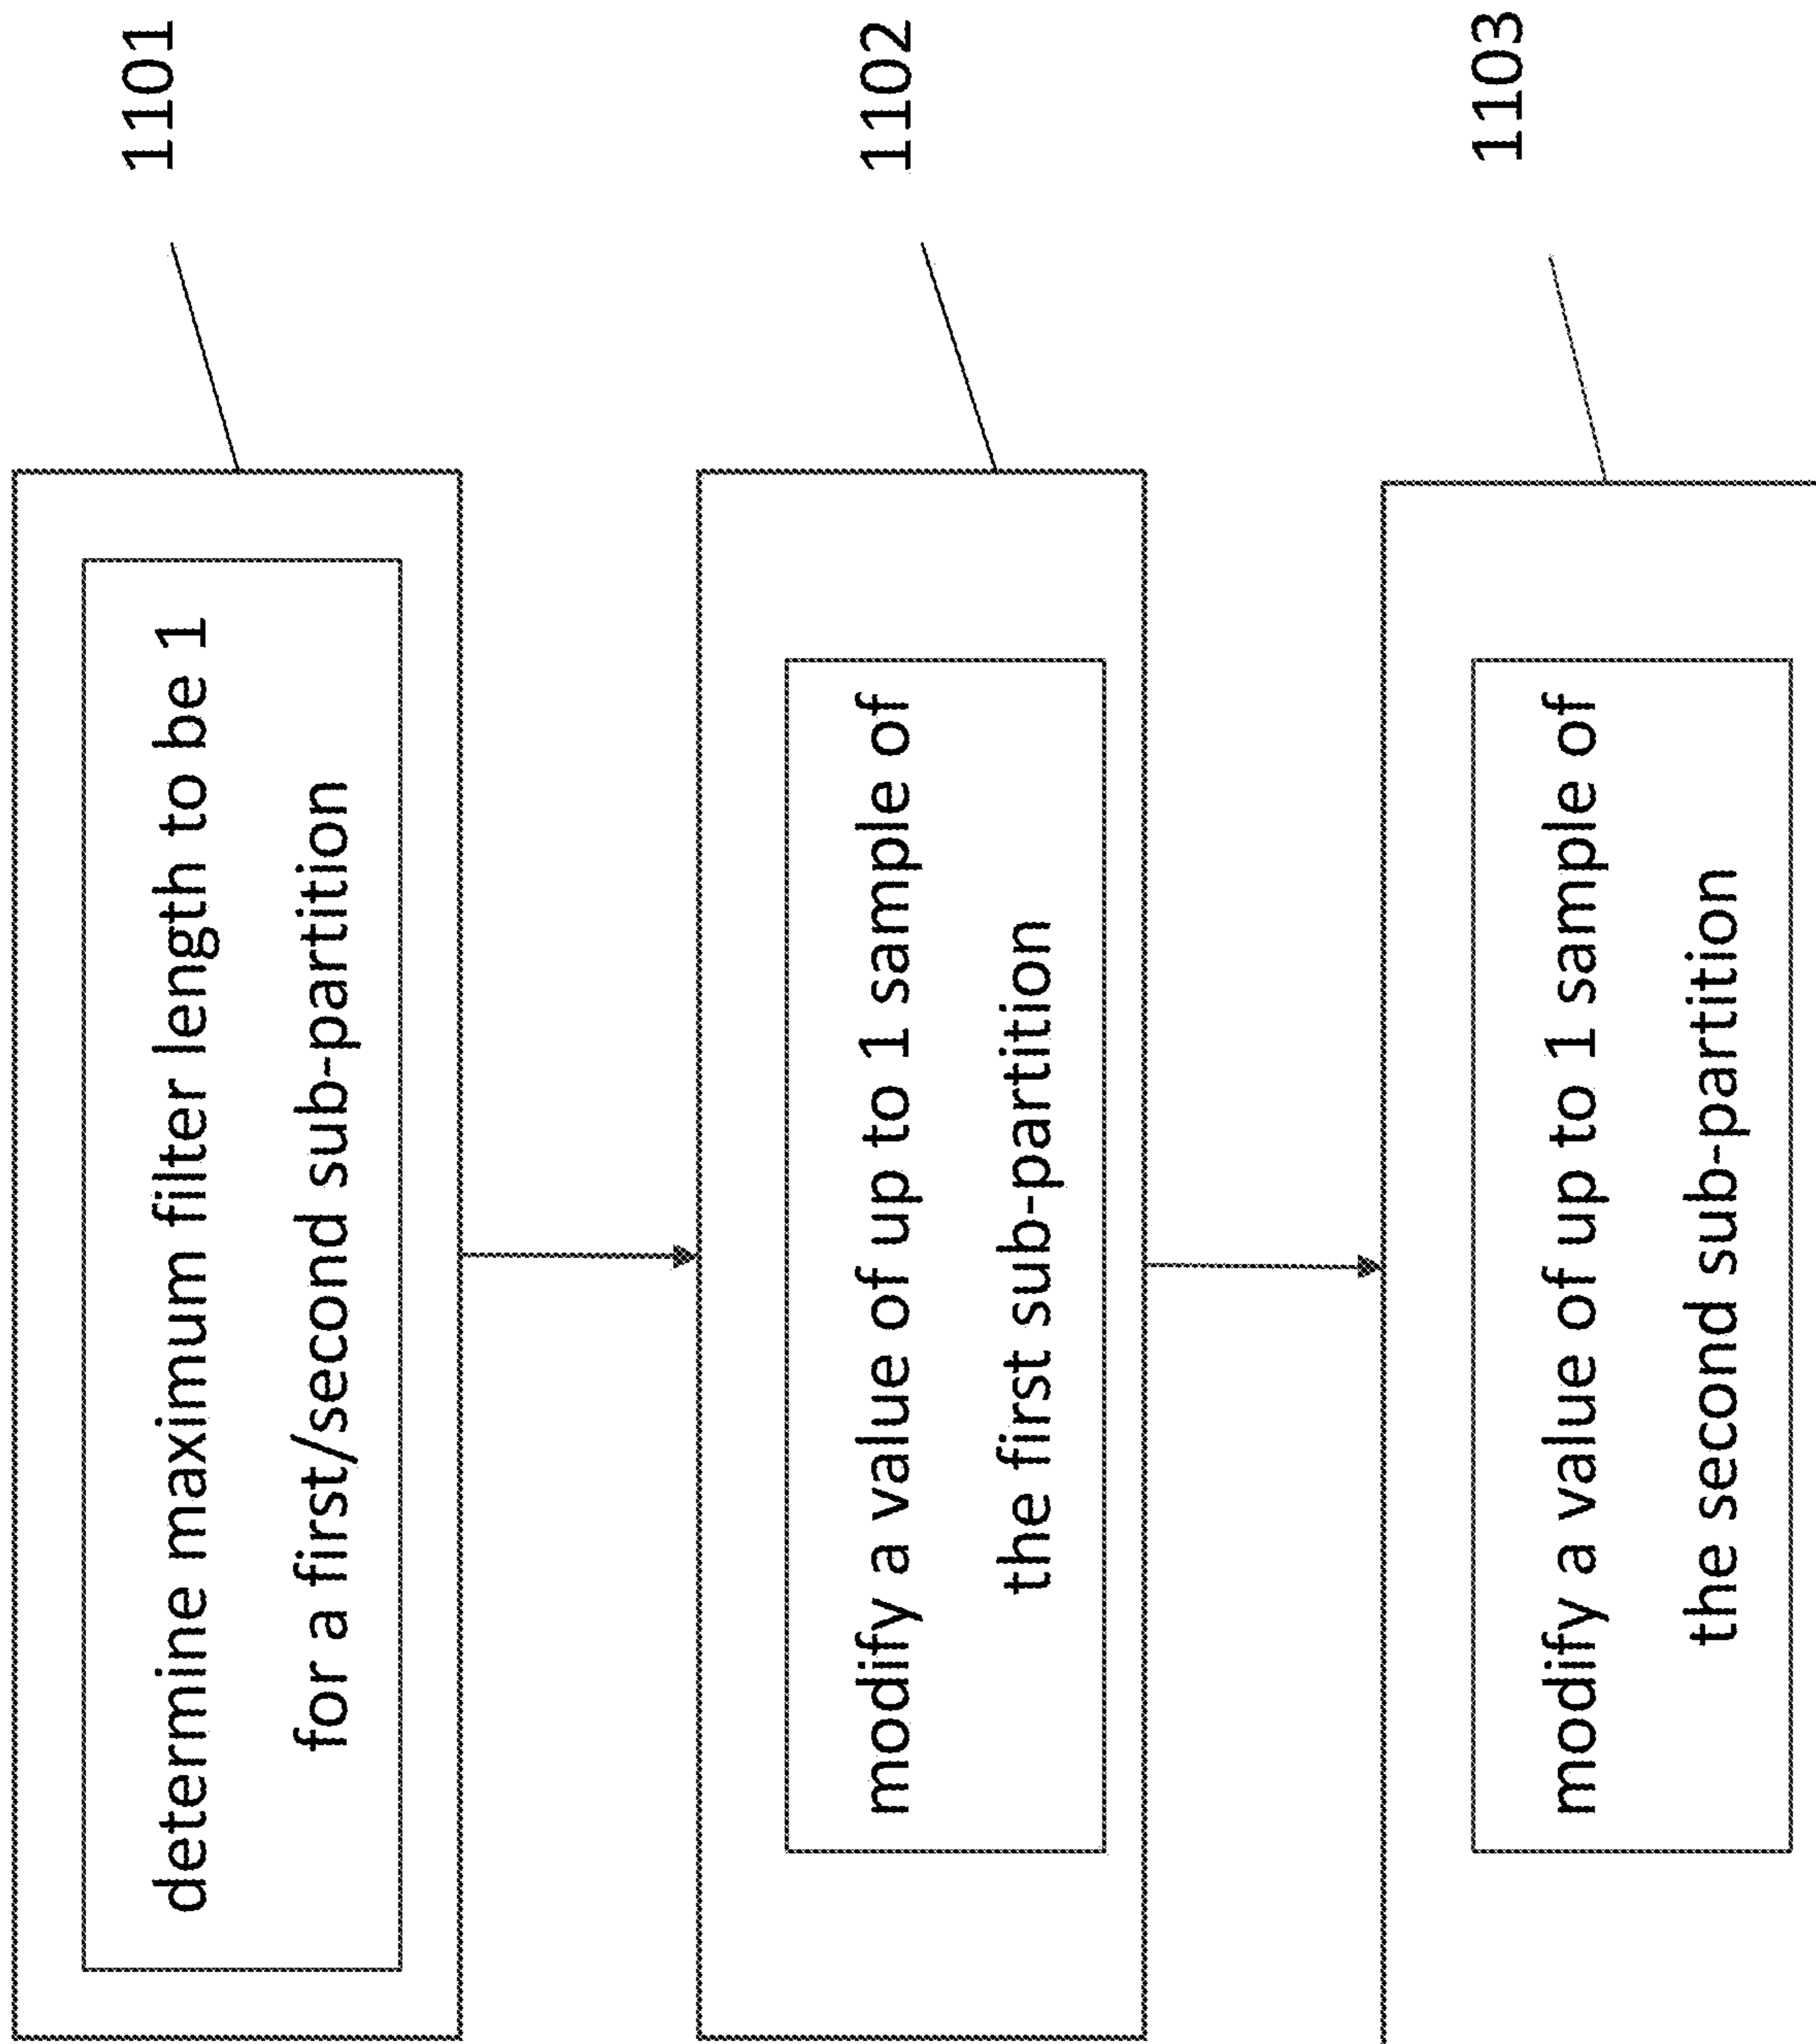 1101
determine maximum filter length to be 1
for a first/second sub-partition
1102
modify a value of up to 1 sample of
the first sub-partition
1103
modify a value of up to 1 sample of
the second sub-partition